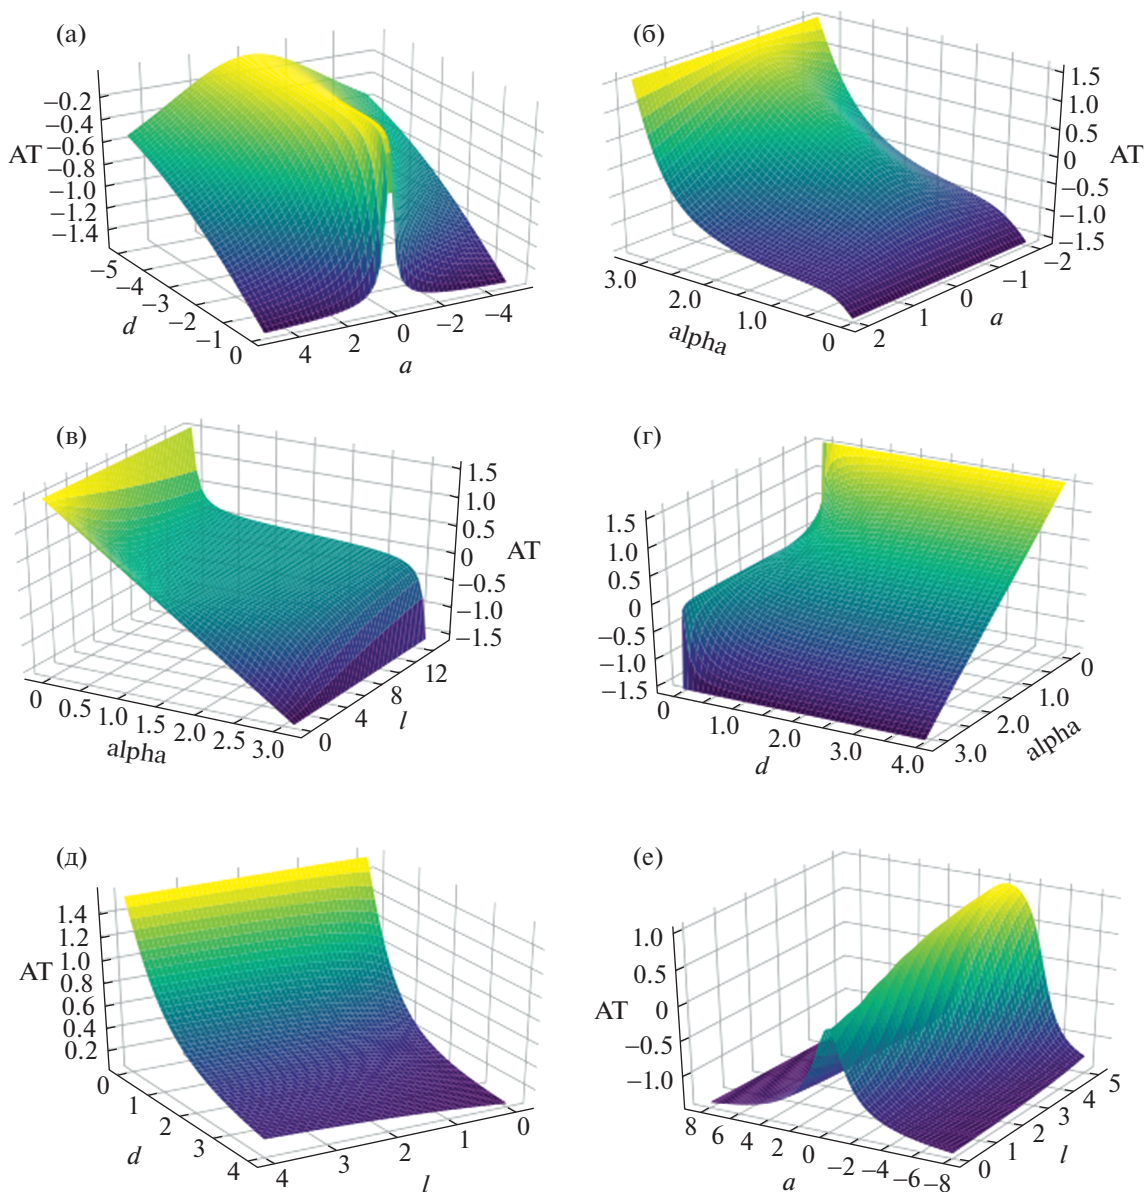 (а)
−0.2
−0.4
−0.6
AT −0.8
−1.0
−1.2
−1.4
−5
−4
−3
−2
−1
0
d
4 2 0 −2 −4
a
(б)
1.5
1.0
0.5
0 AT
−0.5
−1.0
−1.5
3.0 2.0 1.0 0
alpha
2 1 0 −1 −2
a
(в)
1.5
1.0
0.5
0 AT
−0.5
−1.0
−1.5
0 0.5 1.0 1.5 2.0 2.5 3.0
alpha
0 4 8 12
l
(г)
1.5
1.0
0.5
0
−0.5
−1.0
−1.5
0 1.0 2.0 3.0 4.0
d
3.0 2.0 1.0 0
alpha
(д)
1.4
1.2
AT 1.0
0.8
0.6
0.4
0.2
0
1
2
3
4
d
4 3 2 1 0
l
(е)
1.0
0.5
AT 0
−0.5
−1.0
8 6 4 2 0 −2 −4 −6 −8
a
0 1 2 3 4 5
l